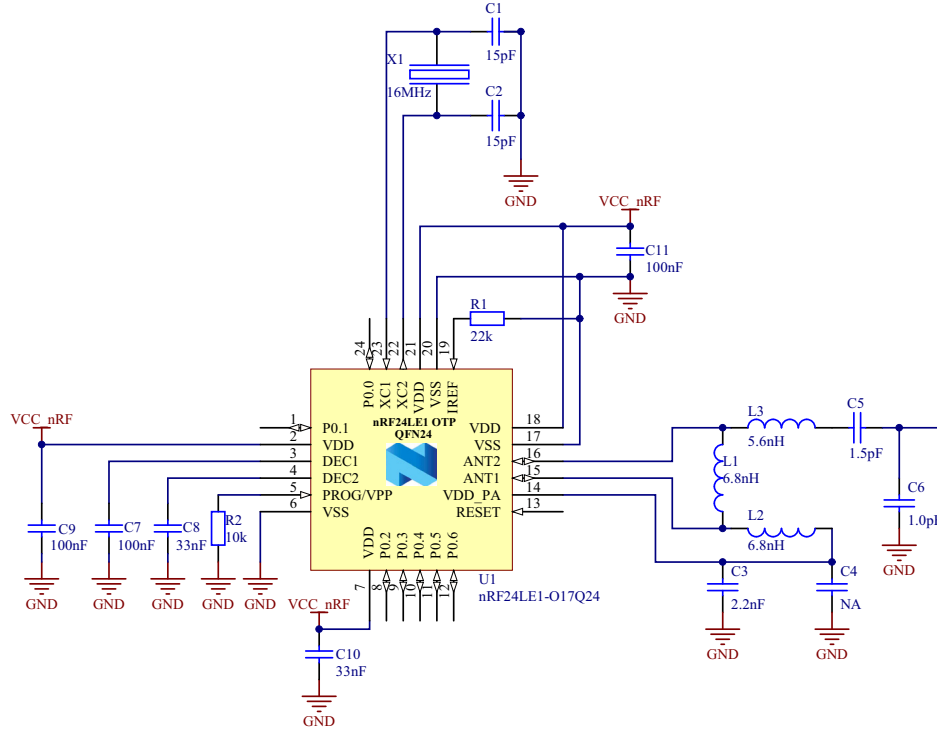 C1
15pF
X1
16MHz
C2
15pF
GND
VCC_nRF
C11
100nF
GND
R1
22k
24
23
22
21
20
19
P0.0
XC1
XC2
VDD
VSS
IREF
nRF24LE1 OTP
QFN24
VCC_nRF
1 P0.1
2 VDD
3 DEC1
4 DEC2
5 PROG/VPP
6 VSS
VDD 18
VSS 17
ANT2 16
ANT1 15
VDD_PA 14
RESET 13
VDD
P0.2
P0.3
P0.4
P0.5
P0.6
7
8
9
10
11
12
U1
nRF24LE1-O17Q24
C9
100nF
GND
C7
100nF
GND
C8
33nF
GND
R2
10k
GND
GND
VCC_nRF
C10
33nF
GND
L3
5.6nH
C5
1.5pF
L1
6.8nH
L2
6.8nH
C6
GND
C3
2.2nF
GND
C4
NA
GND